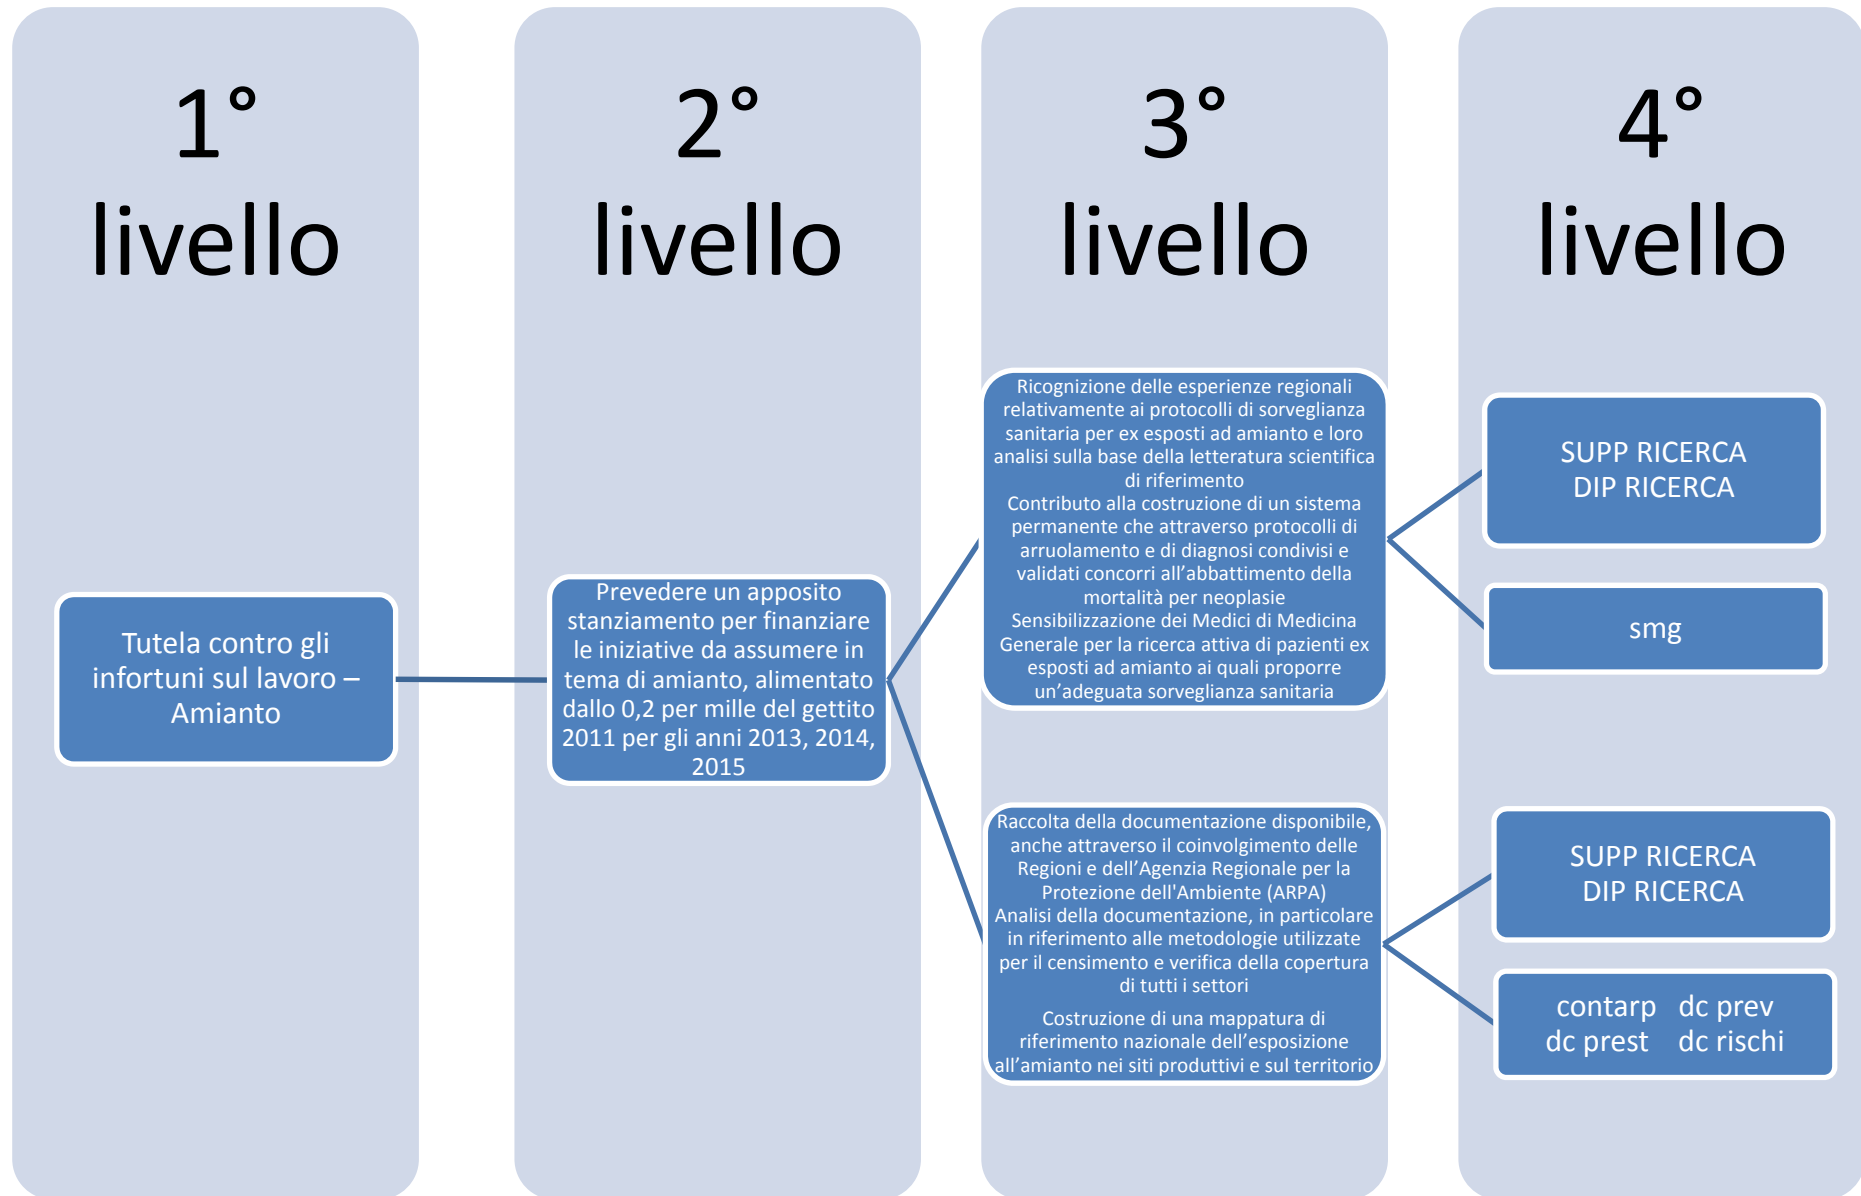 1°
livello
2°
livello
3°
livello
4°
livello
Tutela contro gli
infortuni sul lavoro –
Amianto
Prevedere un apposito
stanziamento per finanziare
le iniziative da assumere in
tema di amianto, alimentato
dallo 0,2 per mille del gettito
2011 per gli anni 2013, 2014,
2015
Ricognizione delle esperienze regionali
relativamente ai protocolli di sorveglianza
sanitaria per ex esposti ad amianto e loro
analisi sulla base della letteratura scientifica
di riferimento
Contributo alla costruzione di un sistema
permanente che attraverso protocolli di
arruolamento e di diagnosi condivisi e
validati concorri all’abbattimento della
mortalità per neoplasie
Sensibilizzazione dei Medici di Medicina
Generale per la ricerca attiva di pazienti ex
esposti ad amianto ai quali proporre
un’adeguata sorveglianza sanitaria
SUPP RICERCA
DIP RICERCA
smg
Raccolta della documentazione disponibile,
anche attraverso il coinvolgimento delle
Regioni e dell’Agenzia Regionale per la
Protezione dell'Ambiente (ARPA)
Analisi della documentazione, in particolare
in riferimento alle metodologie utilizzate
per il censimento e verifica della copertura
di tutti i settori
Costruzione di una mappatura di
riferimento nazionale dell’esposizione
all’amianto nei siti produttivi e sul territorio
SUPP RICERCA
DIP RICERCA
contarp dc prev
dc prest dc rischi